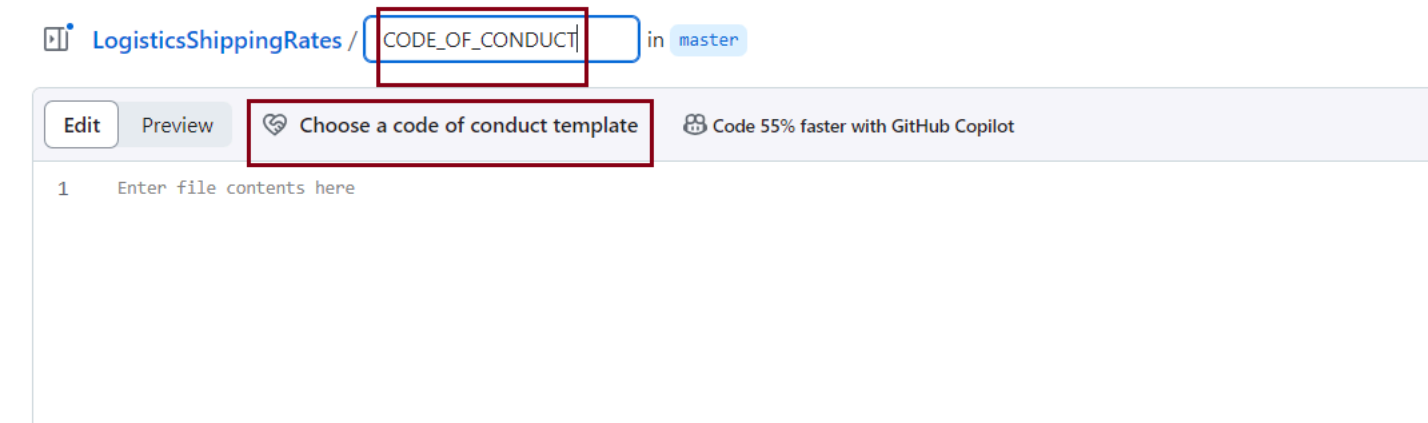 LogisticsShippingRates / CODE_OF_CONDUCT in master
Edit Preview Choose a code of conduct template Code 55% faster with GitHub Copilot
1 Enter file contents here